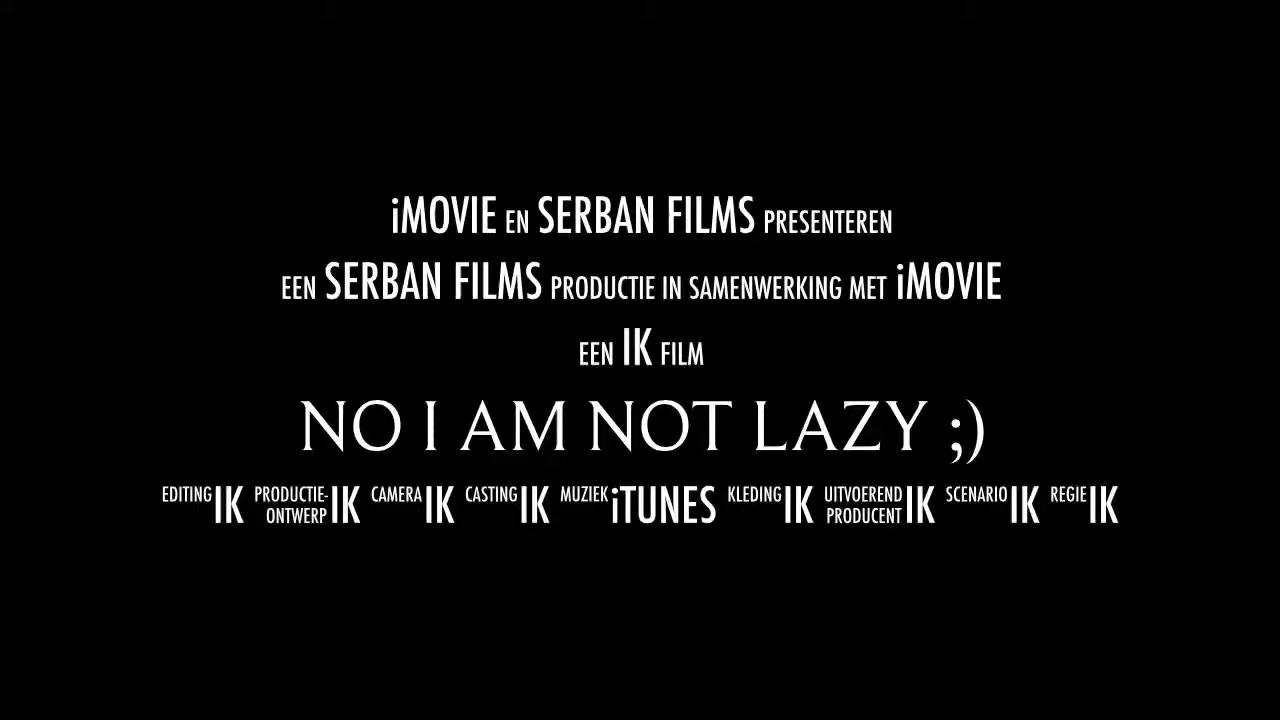 iMOVIE EN SERBAN FILMS PRESENTEREN
EEN SERBAN FILMS PRODUCTIE IN SAMENWERKING MET iMOVIE
EEN IK FILM
NO I AM NOT LAZY ;)
EDITING IK PRODUCTIE-ONTWERP IK CAMERA IK CASTING IK MUZIEK iTUNES KLEDING IK UITVOEREND PRODUCENT IK SCENARIO IK REGIE IK